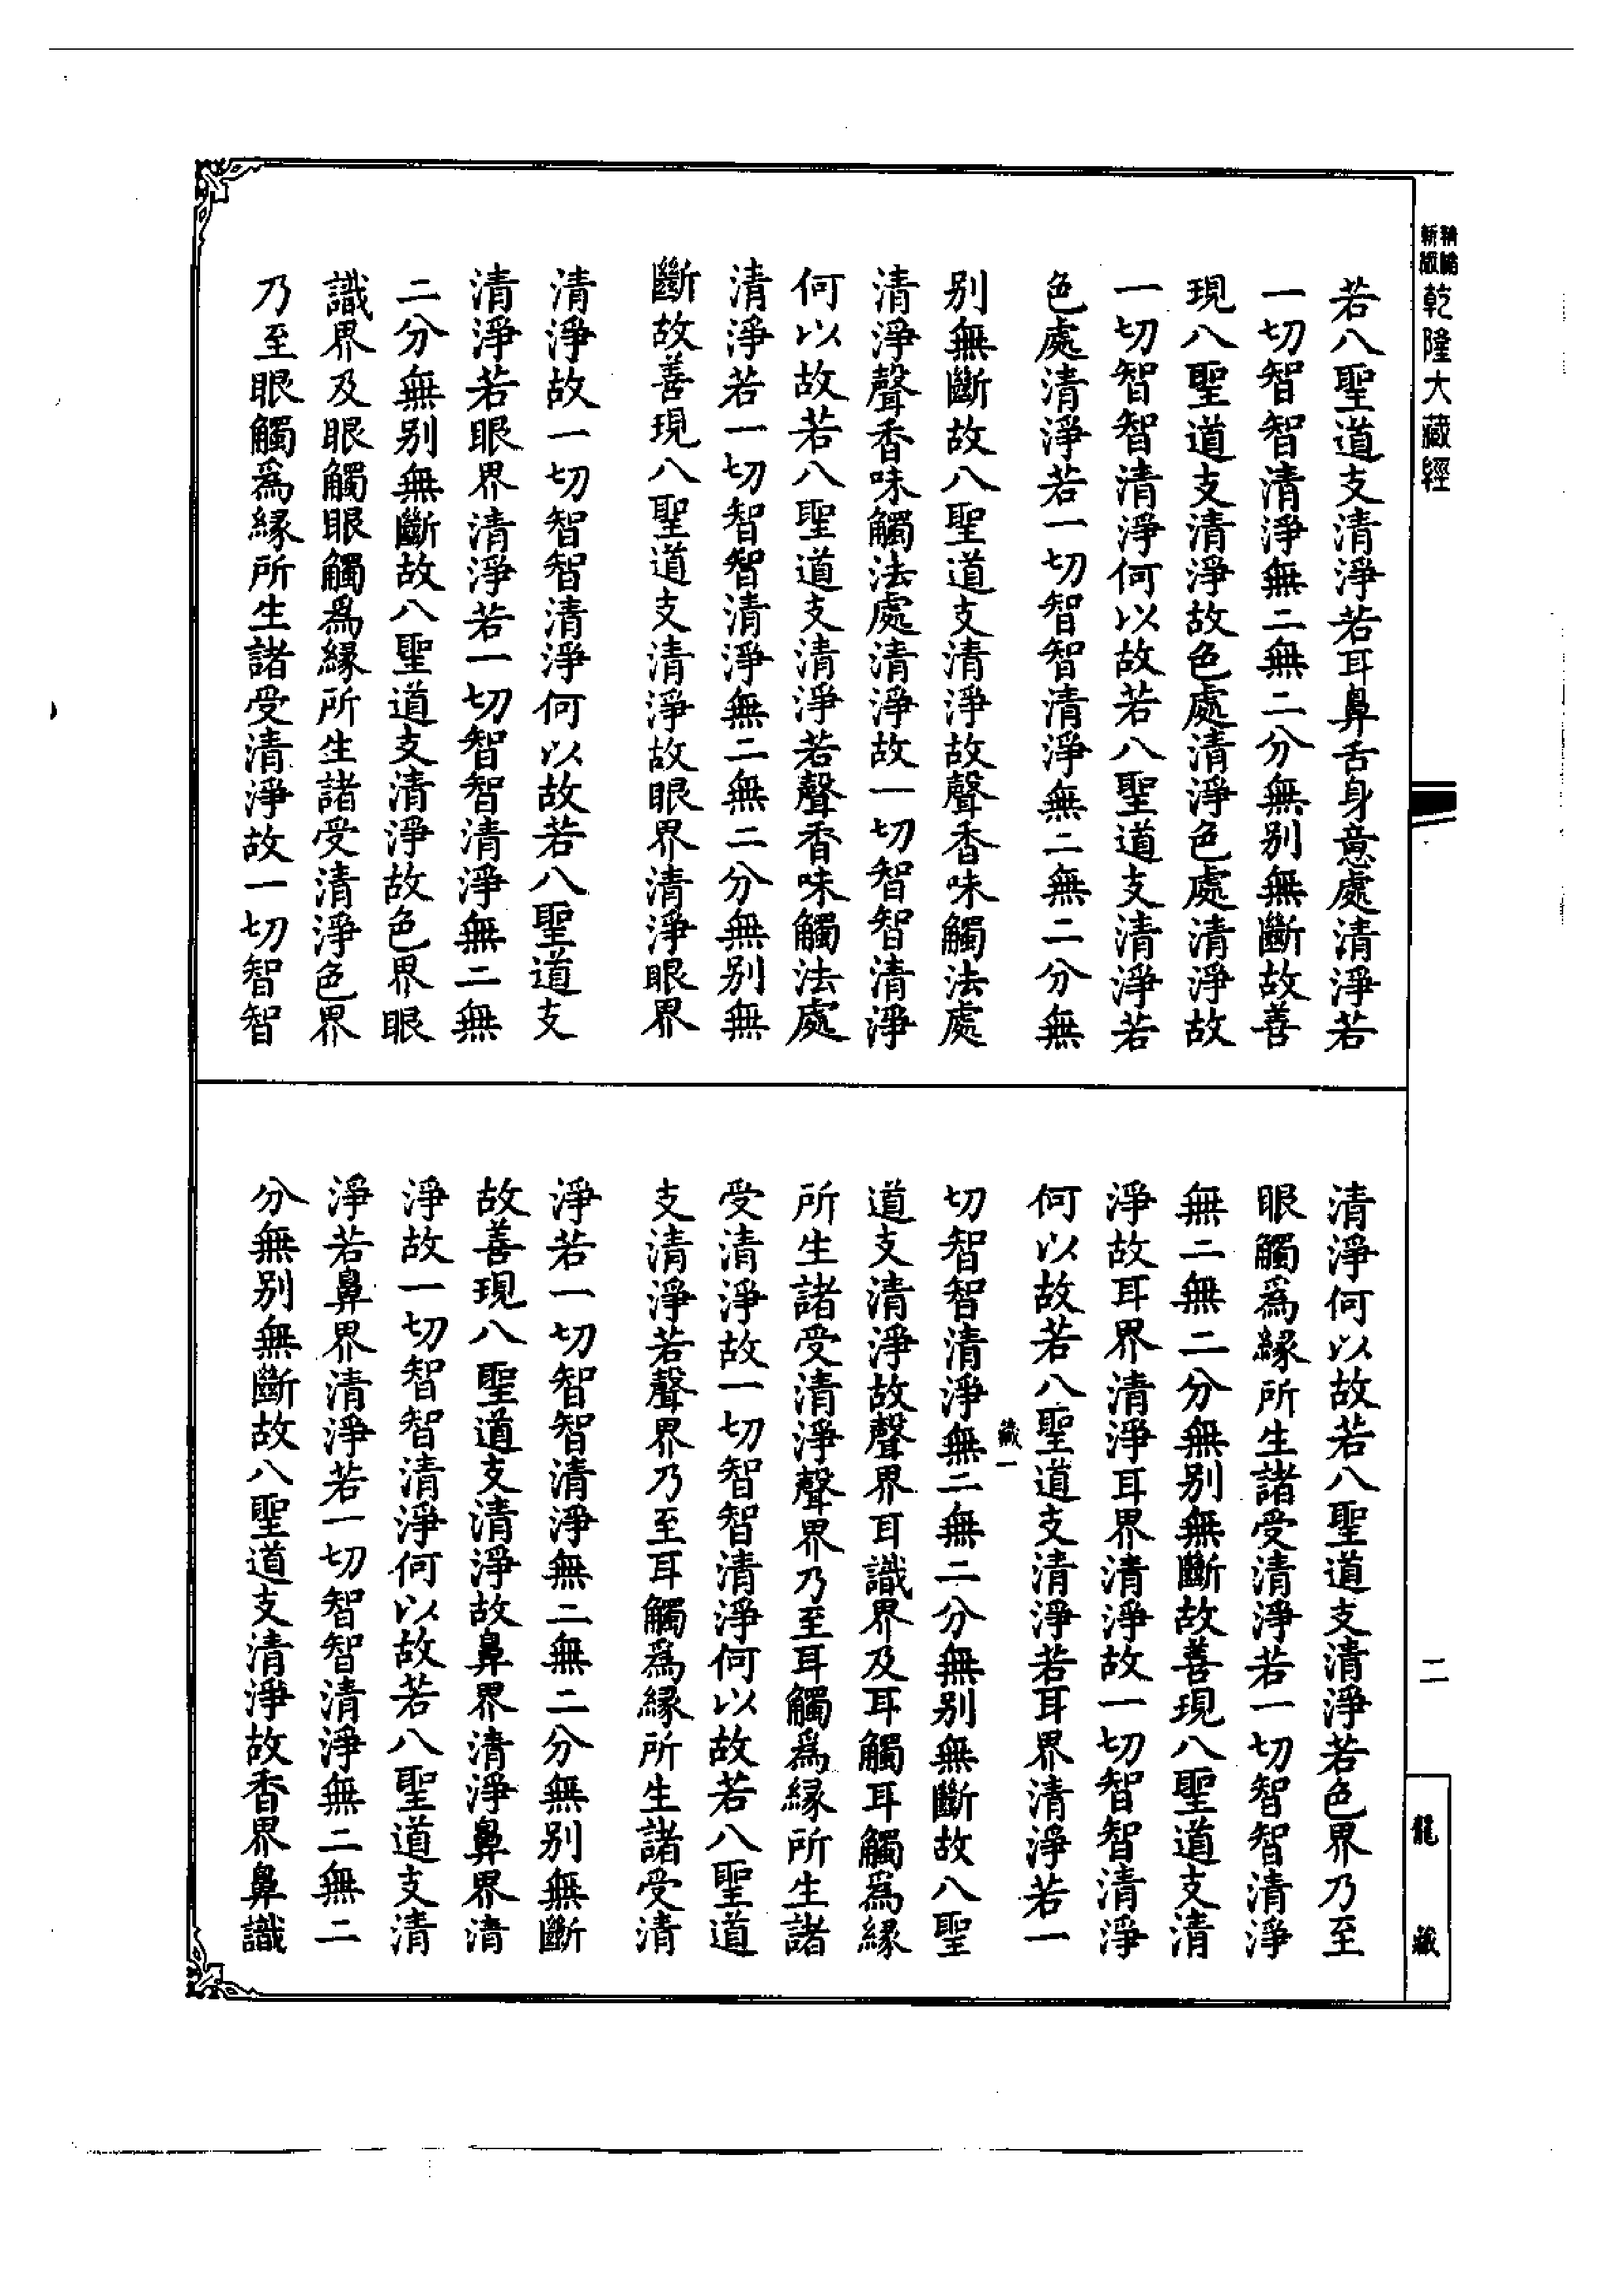 新版
精縮
乾隆大藏經
若八聖道支清淨若耳鼻舌身意處清淨若
一切智智清淨無二無二分無別無斷故善
現八聖道支清淨故色處清淨色處清淨故
一切智智清淨何以故若八聖道支清淨若
色處清淨若一切智智清淨無二無二分無
別無斷故八聖道支清淨故聲香味觸法處
清淨聲香味觸法處清淨故一切智智清淨
何以故若八聖道支清淨若聲香味觸法處
清淨若一切智智清淨無二無二分無別無
斷故善現八聖道支清淨故眼界清淨眼界
清淨故一切智智清淨何以故若八聖道支
清淨若眼界清淨若一切智智清淨無二無
二分無別無斷故八聖道支清淨故色界眼
識界及眼觸眼觸為緣所生諸受清淨色界
乃至眼觸為緣所生諸受清淨故一切智智
清淨何以故若八聖道支清淨若色界乃至
眼觸為緣所生諸受清淨若一切智智清淨
無二無二分無別無斷故善現八聖道支清
淨故耳界清淨耳界清淨故一切智智清淨
何以故若八聖道支清淨若耳界清淨若一
藏一
切智智清淨無二無二分無別無斷故八聖
道支清淨故聲界耳識界及耳觸耳觸為緣
所生諸受清淨聲界乃至耳觸為緣所生諸
受清淨故一切智智清淨何以故若八聖道
支清淨若聲界乃至耳觸為緣所生諸受清
淨若一切智智清淨無二無二分無別無斷
故善現八聖道支清淨故鼻界清淨鼻界清
淨故一切智智清淨何以故若八聖道支清
淨若鼻界清淨若一切智智清淨無二無二
分無別無斷故八聖道支清淨故香界鼻識
二
龍藏